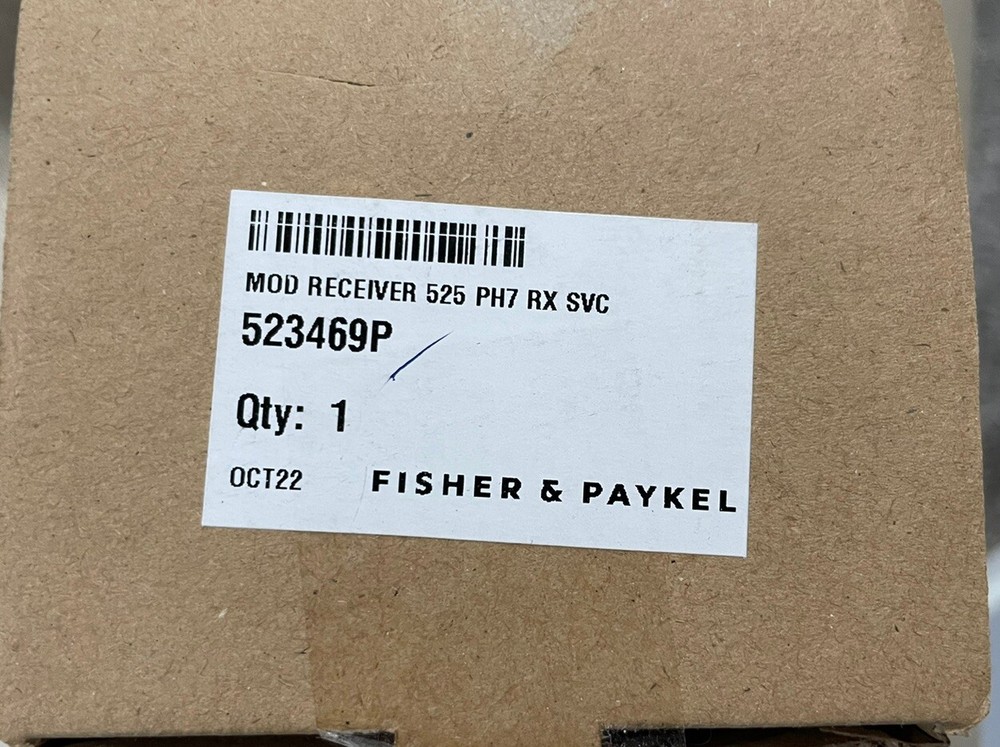 MOD RECEIVER 525 PH7 RX SVC
523469P
Qty: 1
OCT22 FISHER & PAYKEL